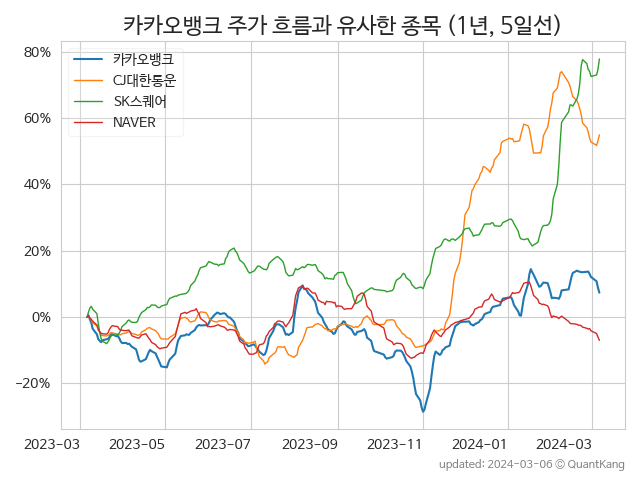 카카오뱅크 주가 흐름과 유사한 종목 (1년, 5일선)
80%
60%
40%
20%
0%
−20%
카카오뱅크
CJ대한통운
SK스퀘어
NAVER
2023−03
2023−05
2023−07
2023−09
2023−11
2024−01
2024−03
updated: 2024-03-06 ⓒ QuantKang